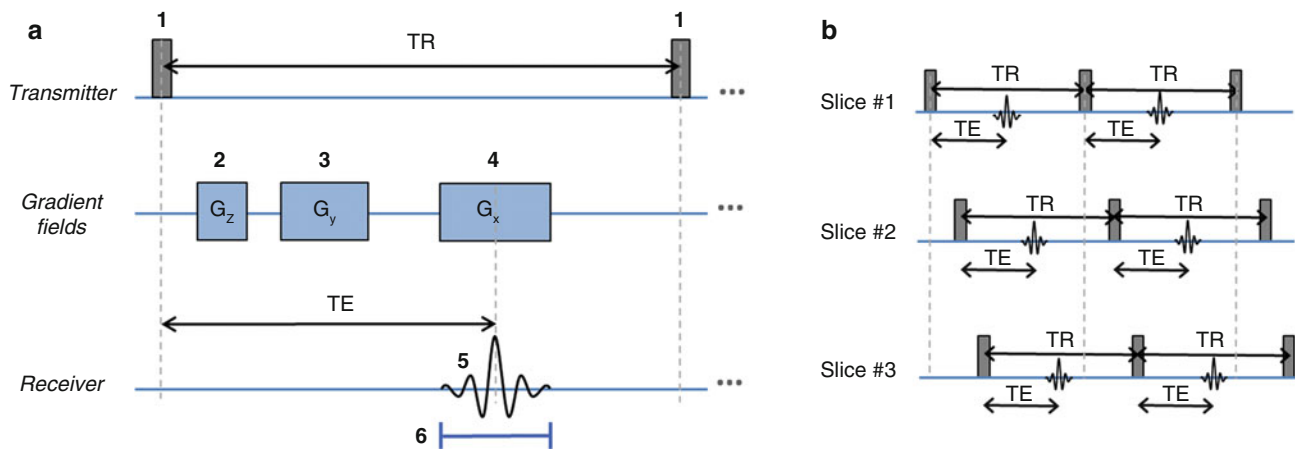 a
1
1
TR
Transmitter
•••
2
3
4
Gradient
fields
Gz
Gy
Gx
•••
TE
5
Receiver
•••
6
b
TR
TR
Slice #1
TE
TE
TR
TR
Slice #2
TE
TE
TR
TR
Slice #3
TE
TE